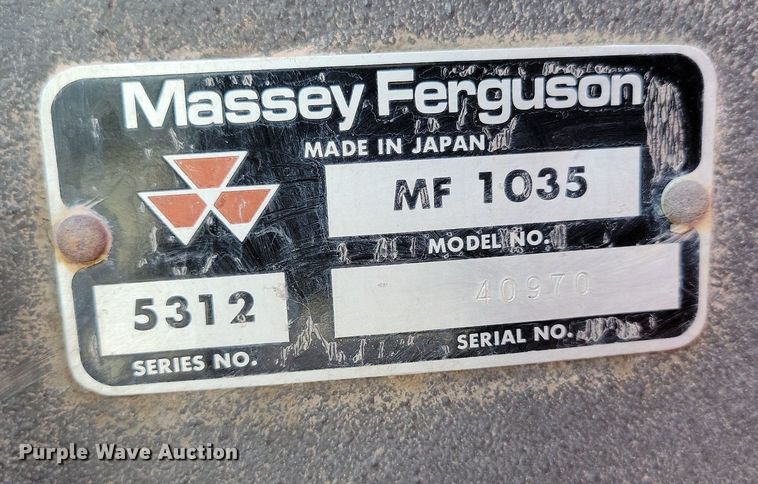 Massey Ferguson
MADE IN JAPAN
MF 1035
MODEL NO.
5312
SERIES NO.
40970
SERIAL NO.
Purple Wave Auction